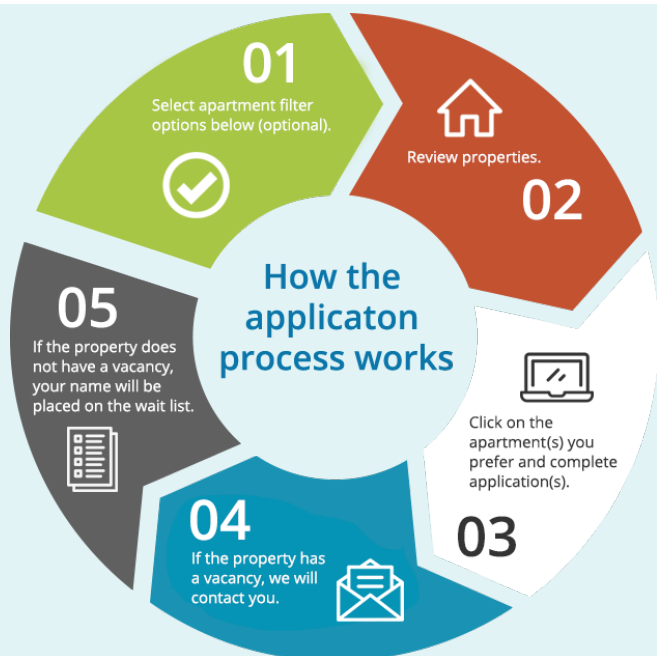 How the
applicaton
process works
01
Select apartment filter
options below (optional).
Review properties.
02
Click on the
apartment(s) you
prefer and complete
application(s).
03
04
If the property has
a vacancy, we will
contact you.
05
If the property does
not have a vacancy,
your name will be
placed on the wait list.